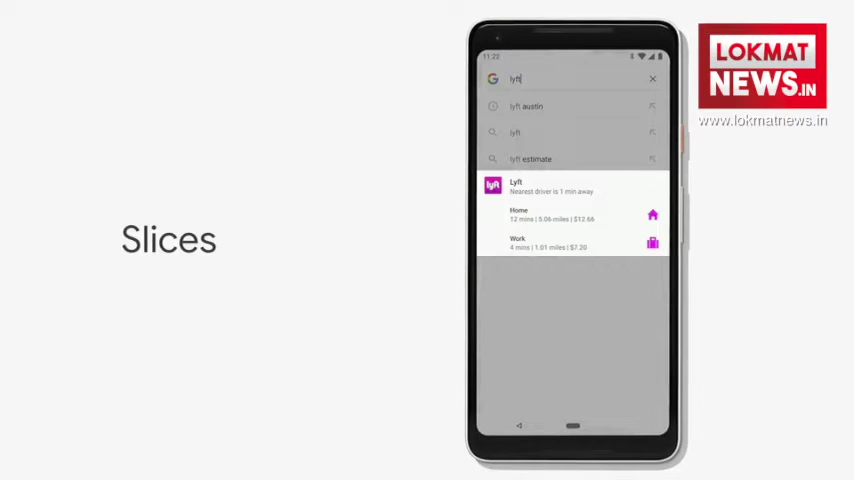 Slices
11:22
lyft
lyft austin
lyft
lyft estimate
lyft
Lyft
Nearest driver is 1 min away
Home
12 mins | 5.06 miles | $12.66
Work
4 mins | 1.01 miles | $7.20
LOKMAT
NEWS.IN
www.lokmatnews.in